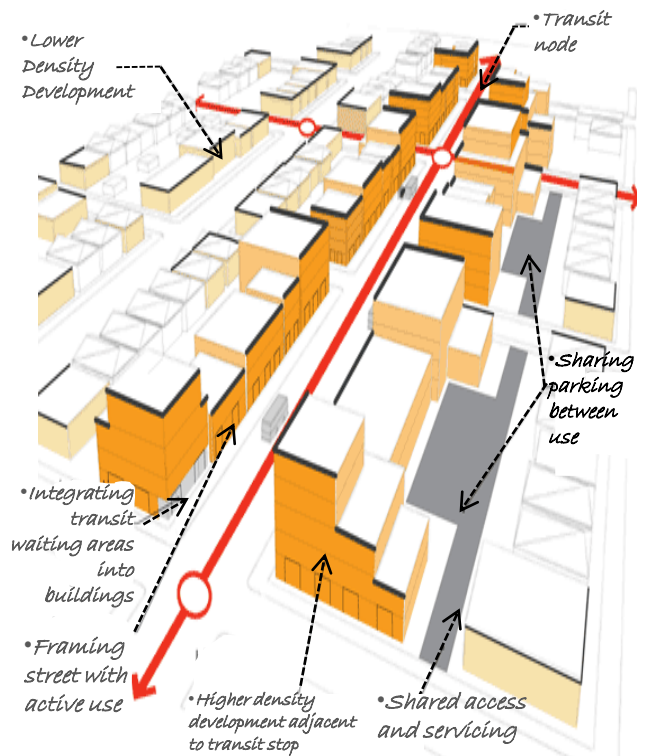 •Lower
Density
Development
•Transit
node
•Sharing
parking
between
use
•Integrating
transit
waiting areas
into
buildings
•Framing
street with
active use
•Higher density
development adjacent
to transit stop
•Shared access
and servicing